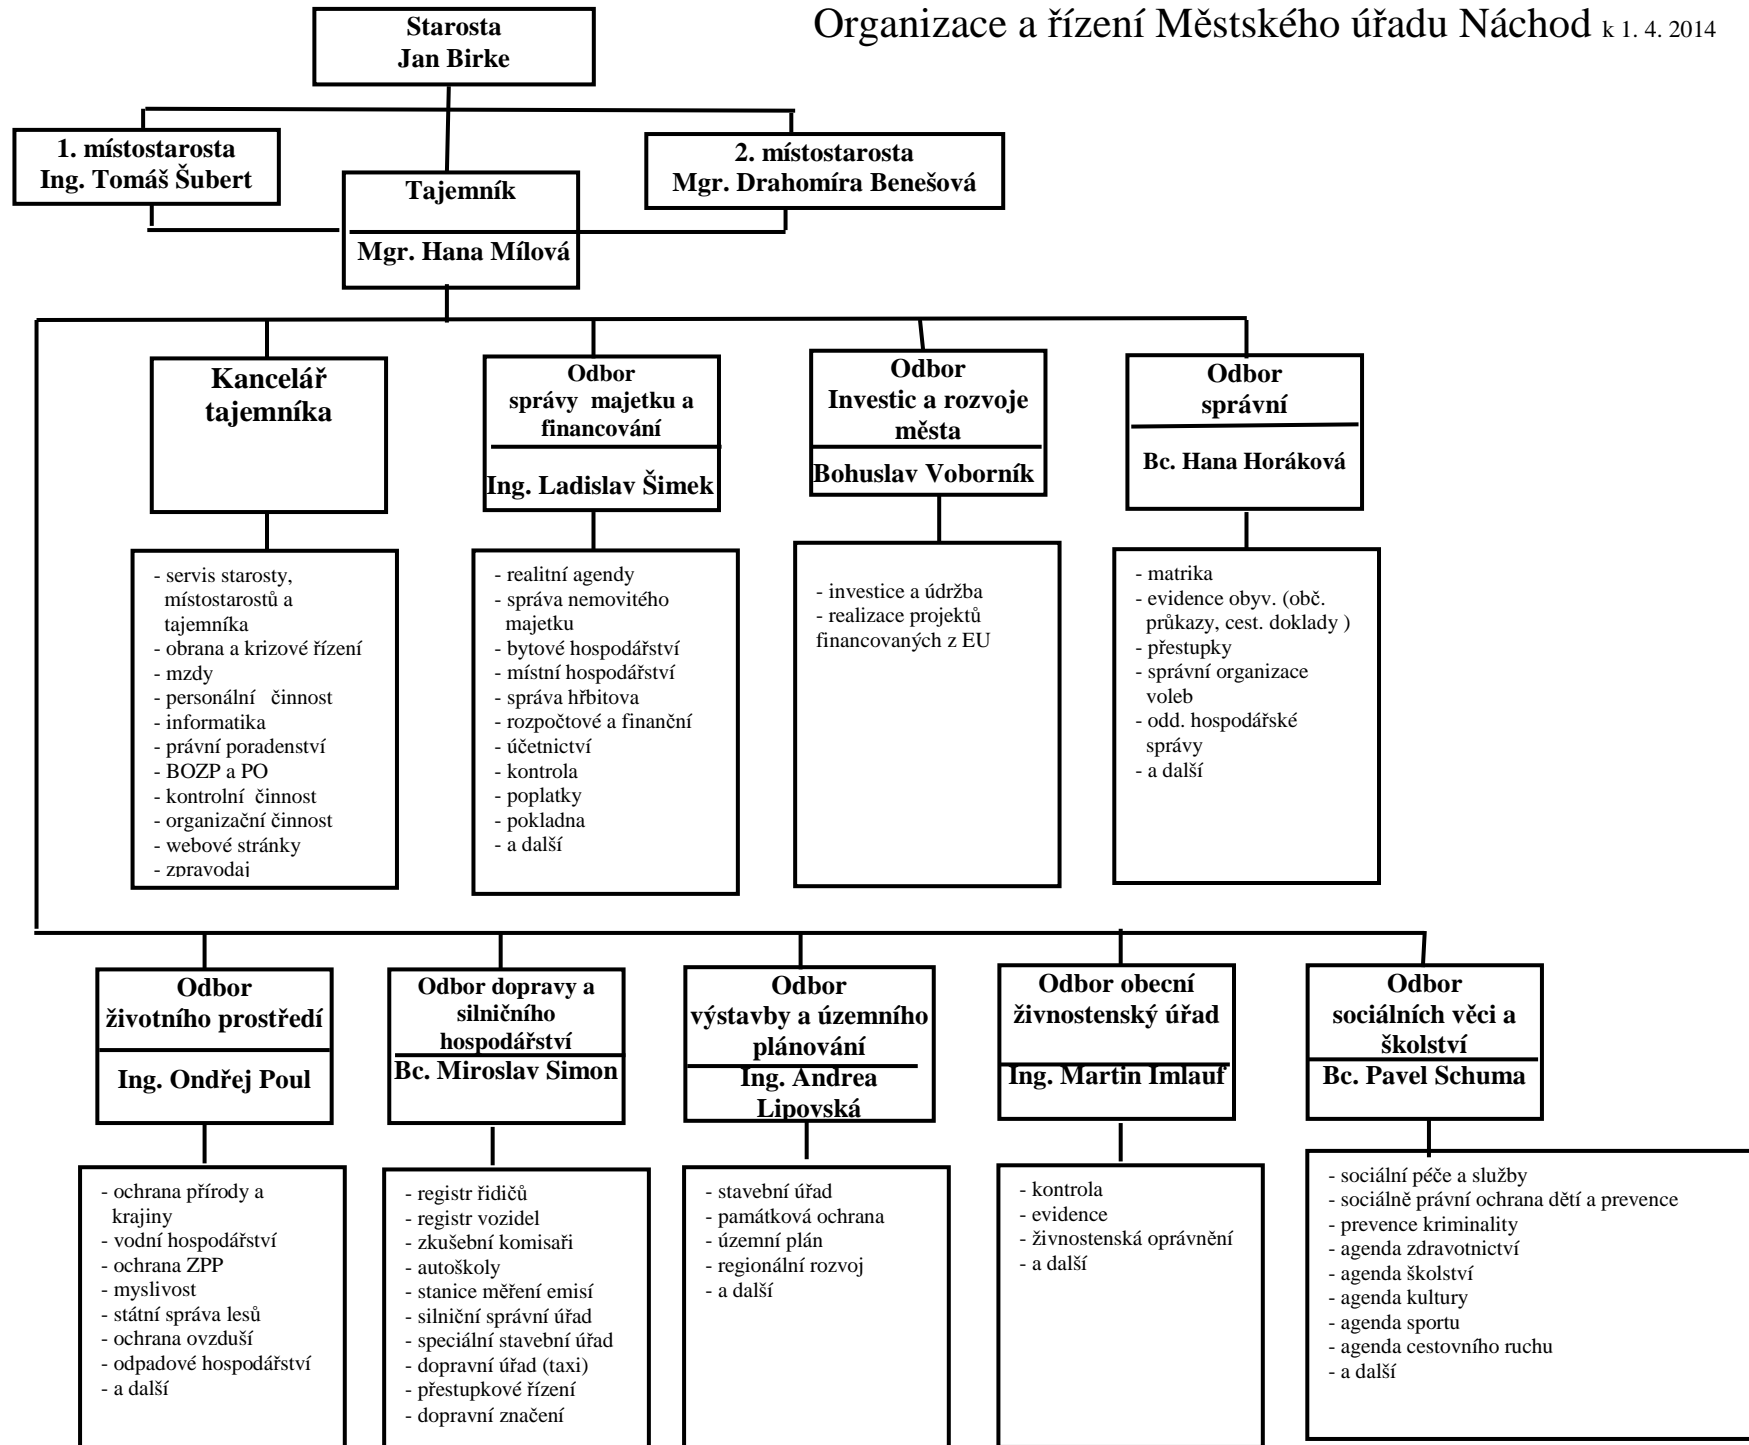 Organizace a řízení Městského úřadu Náchod k 1. 4. 2014
Starosta
Jan Birke
1. místostarosta
Ing. Tomáš Šubert
2. místostarosta
Mgr. Drahomíra Benešová
Tajemník
Mgr. Hana Mílová
Kancelář
tajemníka
Odbor
správy majetku a
financování
Ing. Ladislav Šimek
Odbor
Investic a rozvoje
města
Bohuslav Voborník
Odbor
správní
Bc. Hana Horáková
- servis starosty,
místostarostů a
tajemníka
- obrana a krizové řízení
- mzdy
- personální činnost
- informatika
- právní poradenství
- BOZP a PO
- kontrolní činnost
- organizační činnost
- webové stránky
- zpravodaj
- realitní agendy
- správa nemovitého
majetku
- bytové hospodářství
- místní hospodářství
- správa hřbitova
- rozpočtové a finanční
- účetnictví
- kontrola
- poplatky
- pokladna
- a další
- investice a údržba
- realizace projektů
financovaných z EU
- matrika
- evidence obyv. (obč.
průkazy, cest. doklady )
- přestupky
- správní organizace
voleb
- odd. hospodářské
správy
- a další
Odbor
životního prostředí
Ing. Ondřej Poul
Odbor dopravy a
silničního
hospodářství
Bc. Miroslav Simon
Odbor
výstavby a územního
plánování
Ing. Andrea
Lipovská
Odbor obecní
živnostenský úřad
Ing. Martin Imlauf
Odbor
sociálních věci a
školství
Bc. Pavel Schuma
- ochrana přírody a
krajiny
- vodní hospodářství
- ochrana ZPP
- myslivost
- státní správa lesů
- ochrana ovzduší
- odpadové hospodářství
- a další
- registr řidičů
- registr vozidel
- zkušební komisaři
- autoškoly
- stanice měření emisí
- silniční správní úřad
- speciální stavební úřad
- dopravní úřad (taxi)
- přestupkové řízení
- dopravní značení
- stavební úřad
- památková ochrana
- územní plán
- regionální rozvoj
- a další
- kontrola
- evidence
- živnostenská oprávnění
- a další
- sociální péče a služby
- sociálně právní ochrana dětí a prevence
- prevence kriminality
- agenda zdravotnictví
- agenda školství
- agenda kultury
- agenda sportu
- agenda cestovního ruchu
- a další